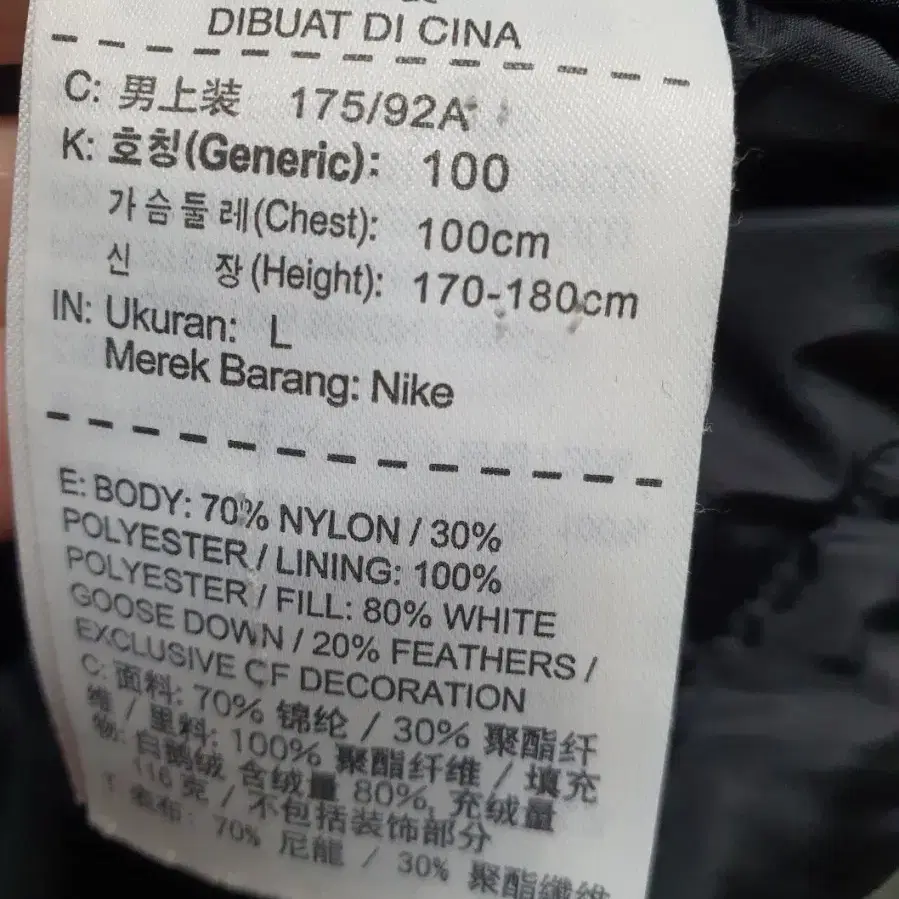 DIBUAT DI CINA
C: 男上装 175/92A
K: 호칭(Generic): 100
가슴둘레(Chest): 100cm
신 장(Height): 170-180cm
IN: Ukuran: L
Merek Barang: Nike
E: BODY: 70% NYLON / 30%
POLYESTER / LINING: 100%
POLYESTER / FILL: 80% WHITE
GOOSE DOWN / 20% FEATHERS /
EXCLUSIVE OF DECORATION
C: 面料: 70% 锦纶 / 30% 聚酯纤
维 / 里料: 100% 聚酯纤维 / 填充
物: 白鹅绒 含绒量 80%, 充绒量
116克 / 不包括装饰部分
表布: 70% 尼龍 / 30% 聚酯纖維